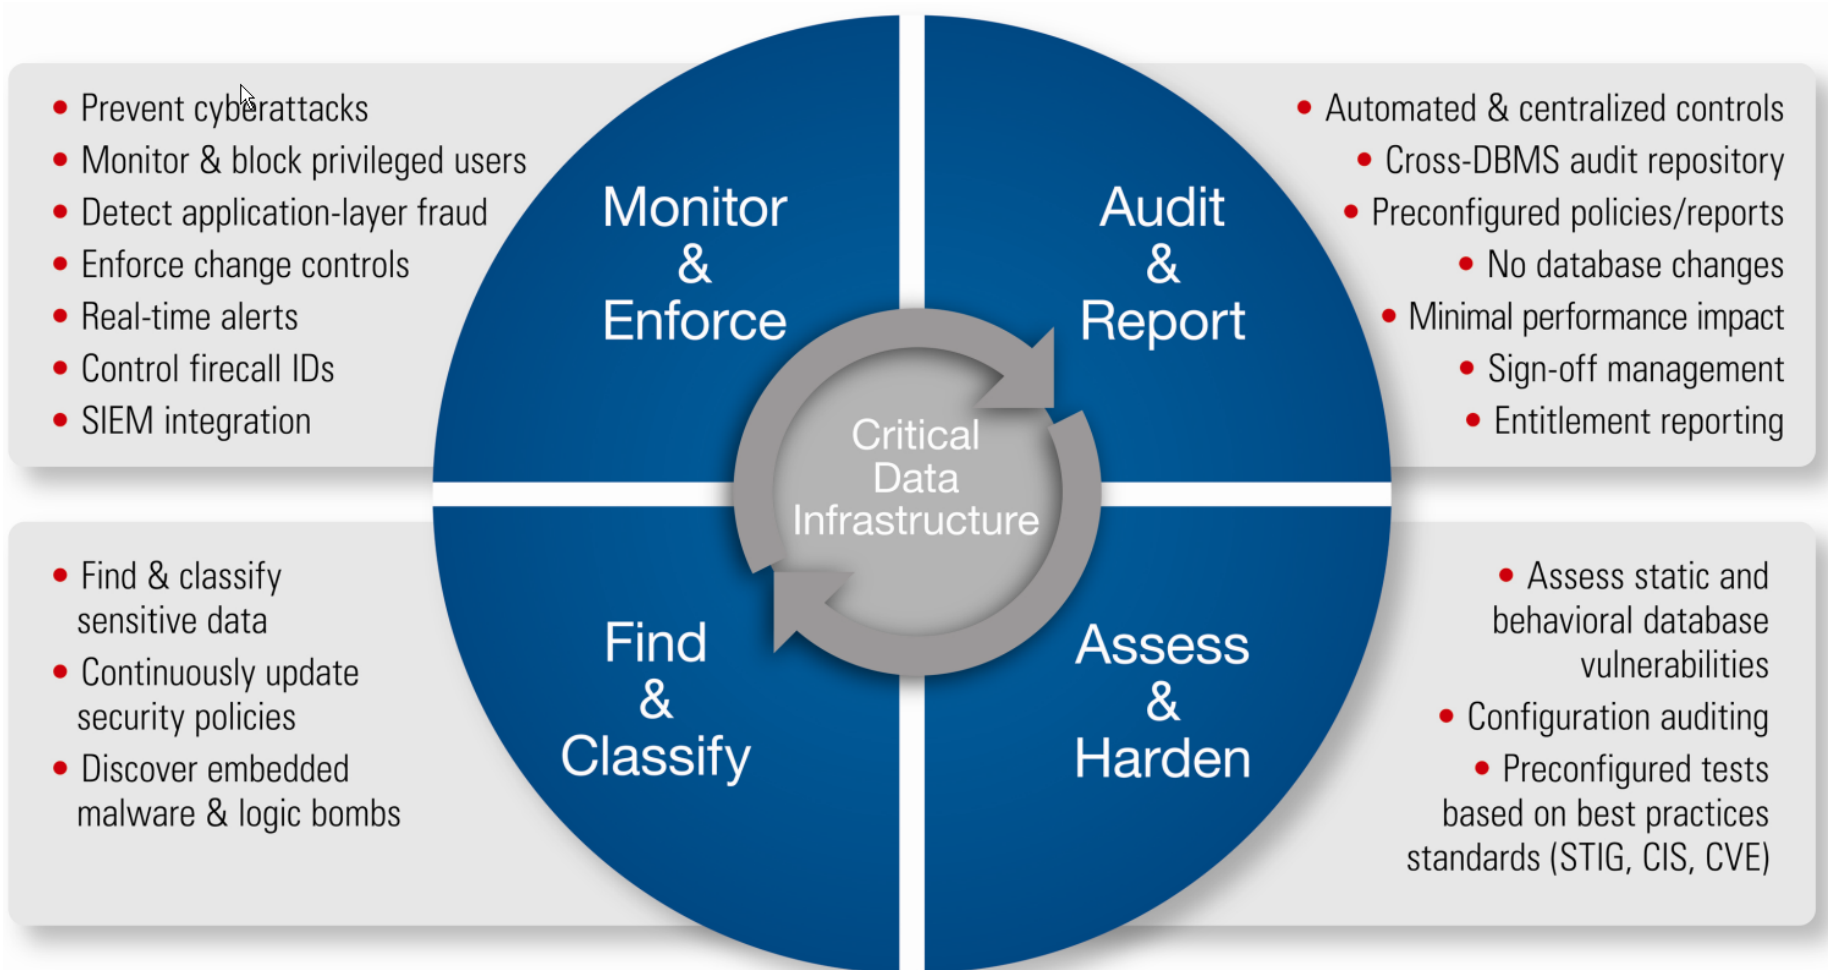 • Prevent cyberattacks
• Monitor & block privileged users
• Detect application-layer fraud
• Enforce change controls
• Real-time alerts
• Control firecall IDs
• SIEM integration
Monitor
&
Enforce
Audit
&
Report
• Automated & centralized controls
• Cross-DBMS audit repository
• Preconfigured policies/reports
• No database changes
• Minimal performance impact
• Sign-off management
• Entitlement reporting
Critical
Data
Infrastructure
• Find & classify
sensitive data
• Continuously update
security policies
• Discover embedded
malware & logic bombs
Find
&
Classify
Assess
&
Harden
• Assess static and
behavioral database
vulnerabilities
• Configuration auditing
• Preconfigured tests
based on best practices
standards (STIG, CIS, CVE)